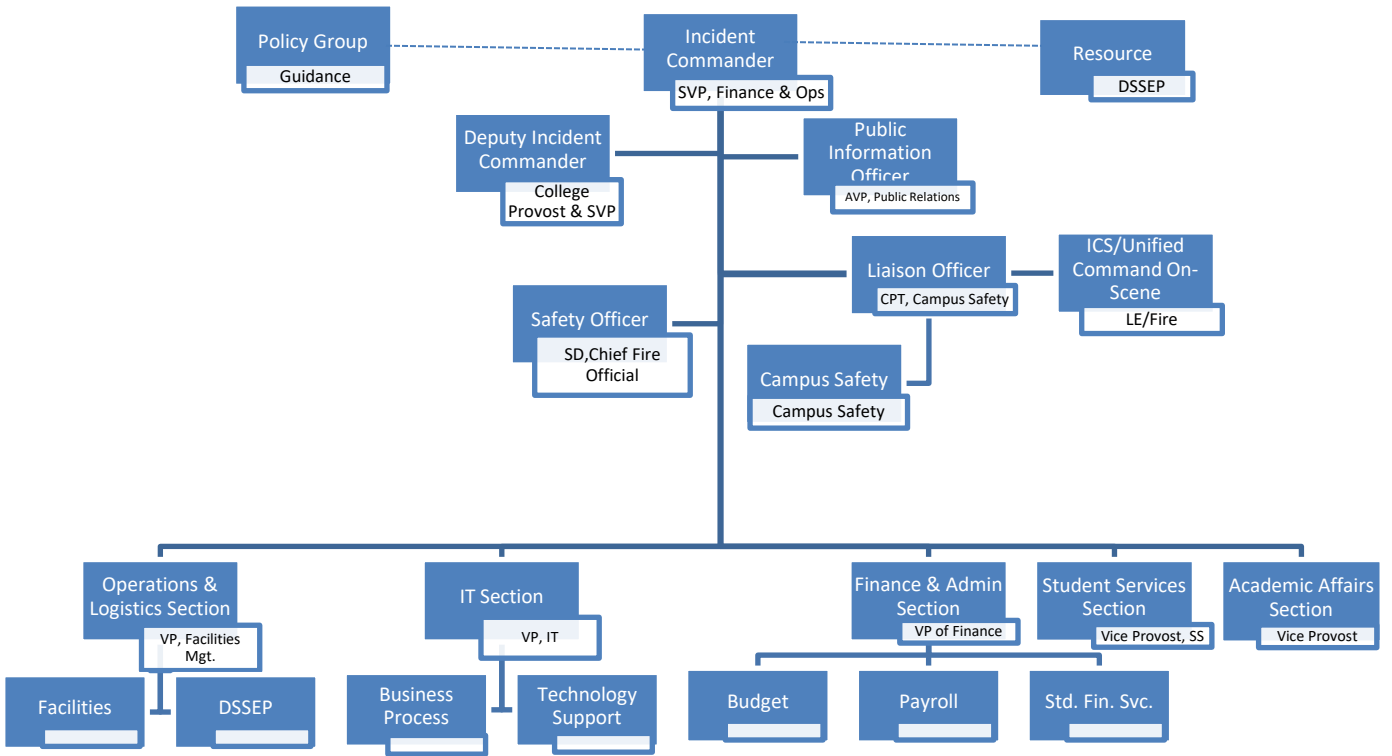 Policy Group
Guidance
Incident
Commander
SVP, Finance & Ops
Resource
DSSEP
Deputy Incident
Commander
College
Provost & SVP
Public
Information
Officer
AVP, Public Relations
Liaison Officer
CPT, Campus Safety
ICS/Unified
Command On-
Scene
LE/Fire
Safety Officer
SD,Chief Fire
Official
Campus Safety
Campus Safety
Operations &
Logistics Section
VP, Facilities
Mgt.
IT Section
VP, IT
Finance & Admin
Section
VP of Finance
Student Services
Section
Vice Provost, SS
Academic Affairs
Section
Vice Provost
Facilities
DSSEP
Business
Process
Technology
Support
Budget
Payroll
Std. Fin. Svc.